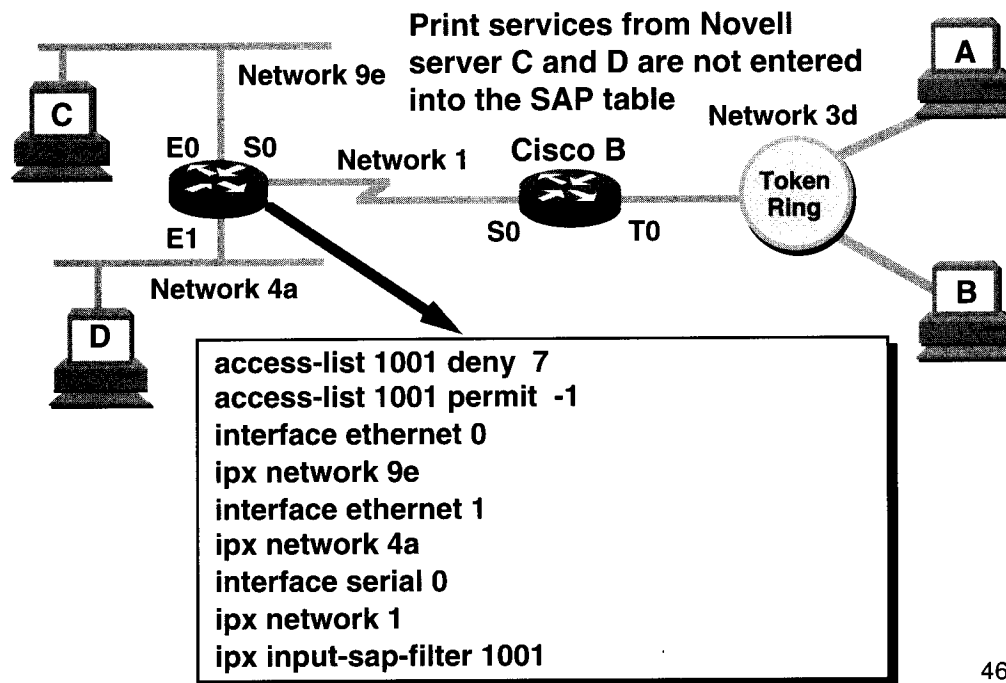 Print services from Novell
server C and D are not entered
into the SAP table
A
Network 9e
C
Network 3d
E0
S0
Network 1
Cisco B
Token
Ring
S0
T0
E1
Network 4a
B
D
access-list 1001 deny 7
access-list 1001 permit -1
interface ethernet 0
ipx network 9e
interface ethernet 1
ipx network 4a
interface serial 0
ipx network 1
ipx input-sap-filter 1001
46